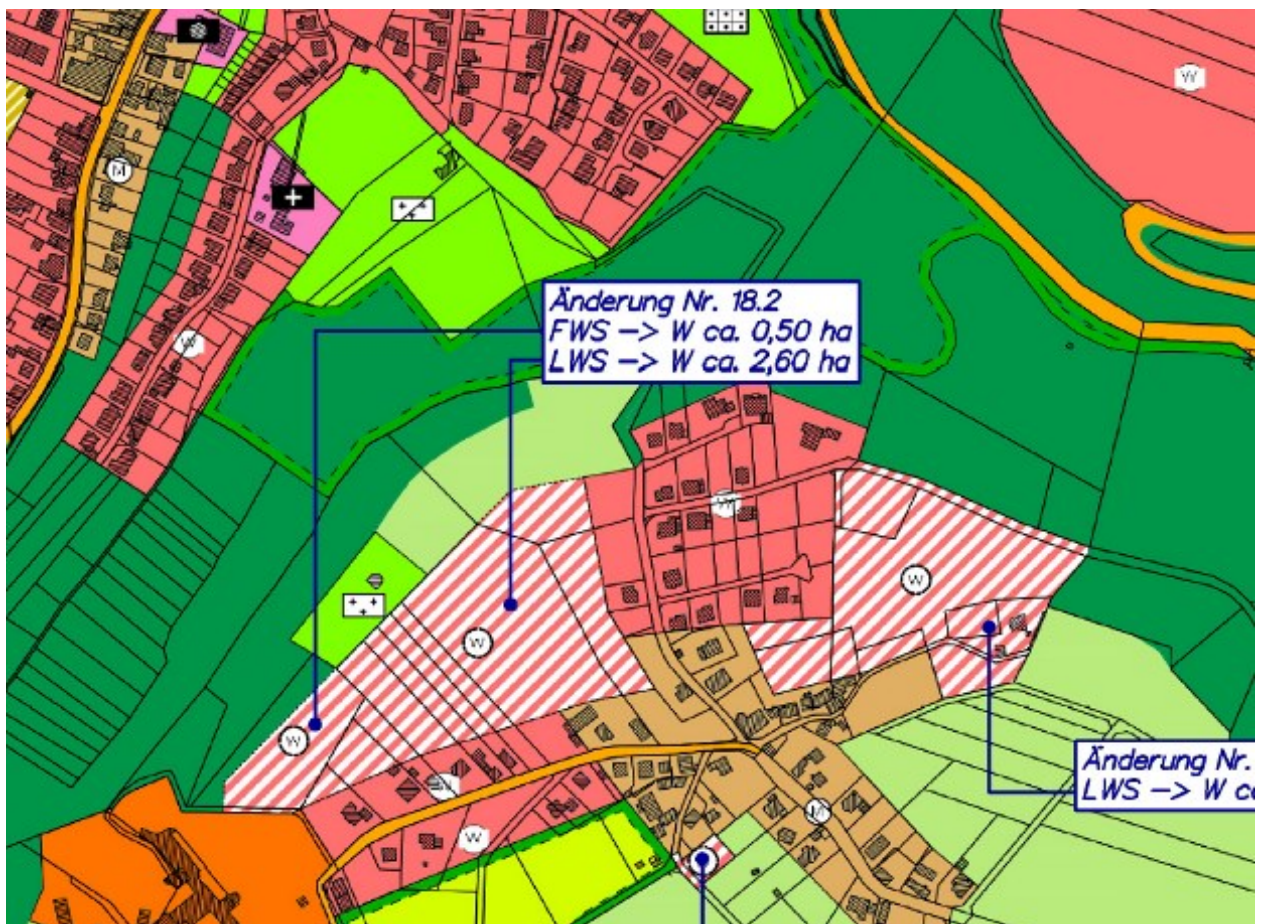 W
M
W
Änderung Nr. 18.2
FWS -> W ca. 0,50 ha
LWS -> W ca. 2,60 ha
W
W
W
W
Änderung Nr.
LWS -> W
M
W